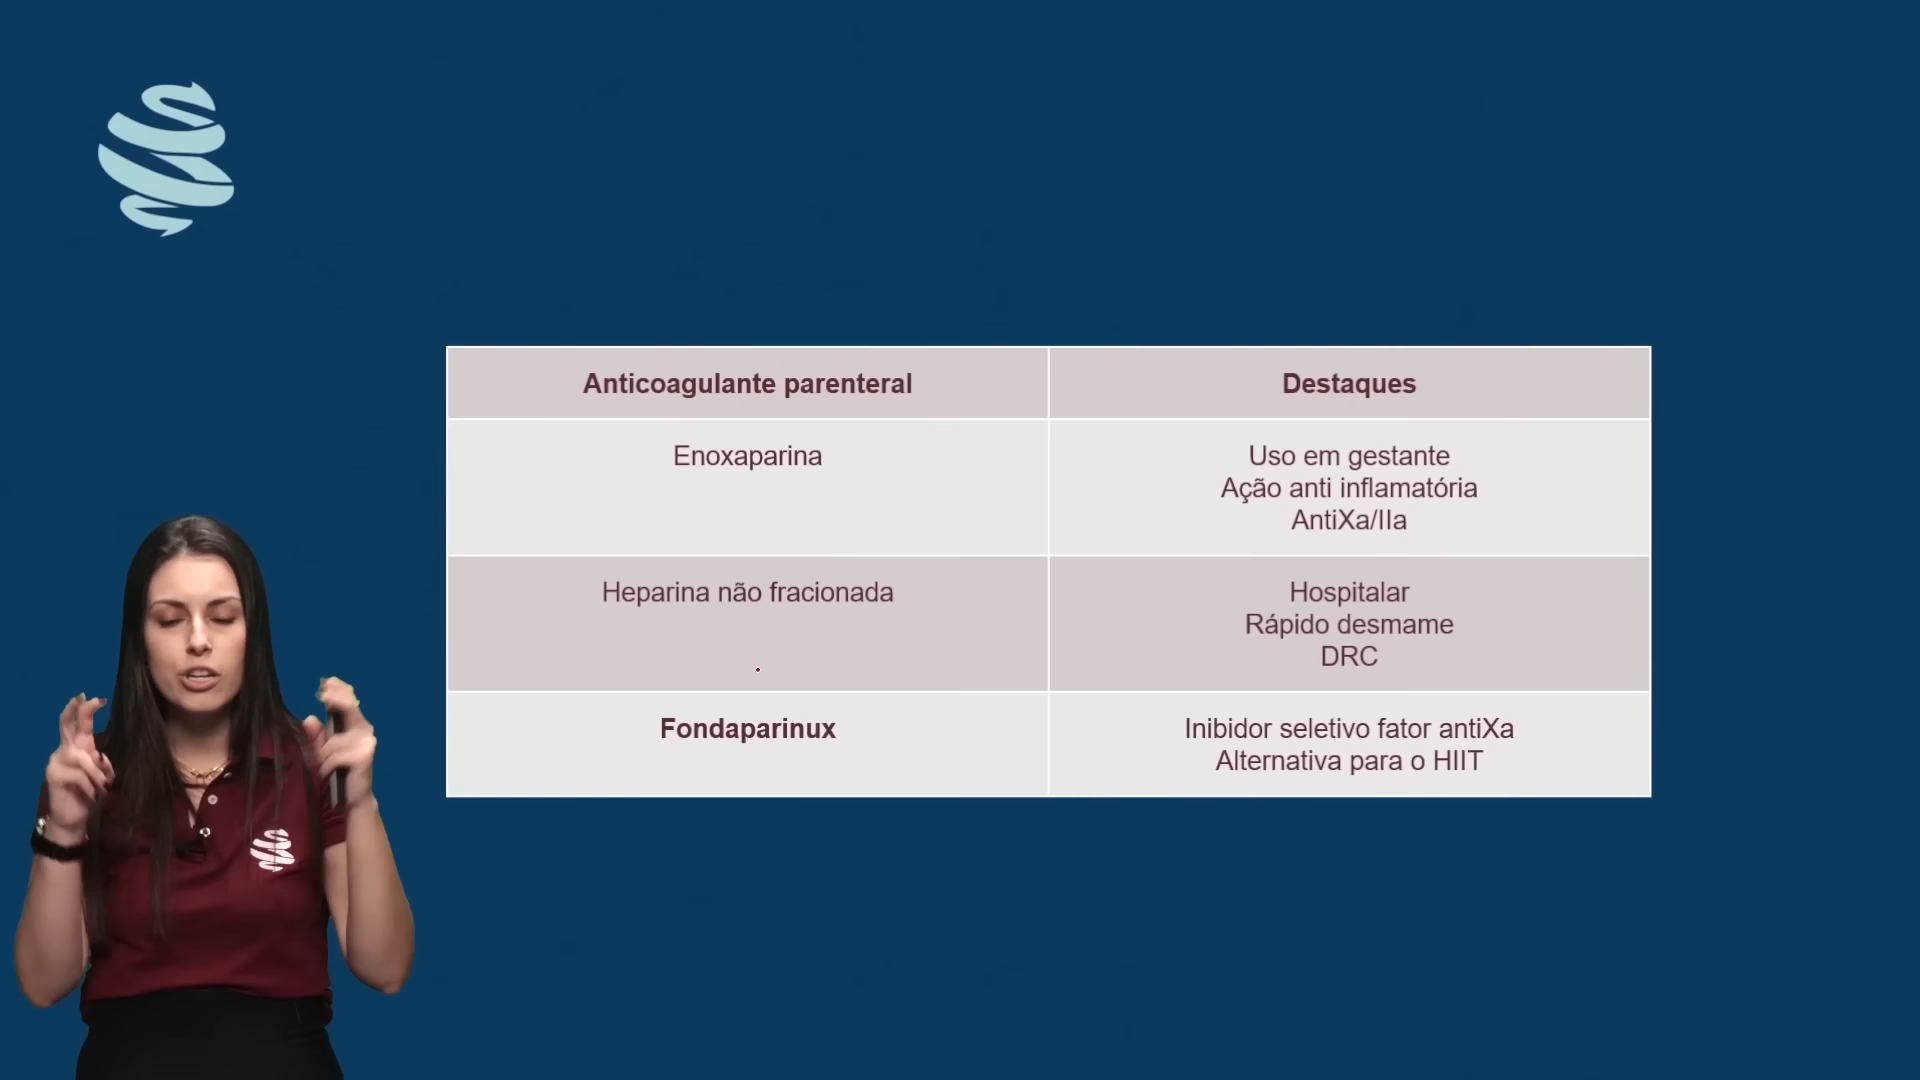 Anticoagulante parenteral
Destaques
Enoxaparina
Uso em gestante
Ação anti inflamatória
AntiXa/IIa
Heparina não fracionada
Hospitalar
Rápido desmame
DRC
Fondaparinux
Inibidor seletivo fator antiXa
Alternativa para o HIIT